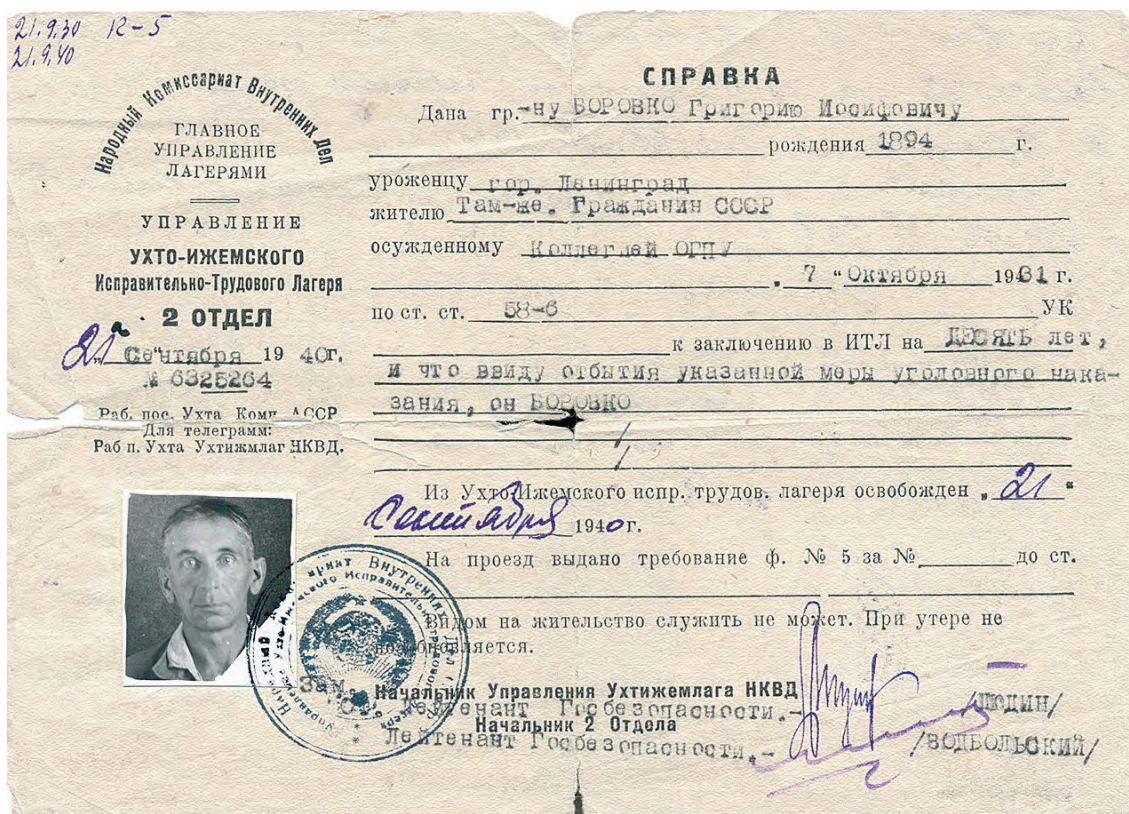 21.9.30 К-5
21.9.40
Народный Комиссариат Внутренних Дел
ГЛАВНОЕ
УПРАВЛЕНИЕ
ЛАГЕРЯМИ
УПРАВЛЕНИЕ
УХТО-ИЖЕМСКОГО
Исправительно-Трудового Лагеря
2 ОТДЕЛ
„21" Сентября 1940г.
№ 6325264
Раб. пос. Ухта Коми АССР
Для телеграмм:
Раб п. Ухта Ухтижмлаг НКВД.
СПРАВКА
Дана гр.-ну БОРОВКО Григорию Иосифовичу
рождения 1894 г.
уроженцу гор. Ленинград
жителю Там-же. Гражданин СССР
осужденному Коллегией ОГПУ
„ 7 " Октября 1931 г.
по ст. ст. 58-6 УК
к заключению в ИТЛ на ДЕСЯТЬ лет,
и что ввиду отбытия указанной меры уголовного нака-
зания, он БОРОВКО
Из Ухто-Ижемского испр. трудов. лагеря освобожден „ 21 "
Сентября 1940г.
На проезд выдано требование ф. № 5 за № до ст.
Видом на жительство служить не может. При утере не
возобновляется.
Зам. Начальник Управления Ухтижемлага НКВД
Ст. Лейтенант Госбезопасности.- /ШЮДИН/
Начальник 2 Отдела
Лейтенант Госбезопасности.- /ВОДБОЛЬСКИЙ/